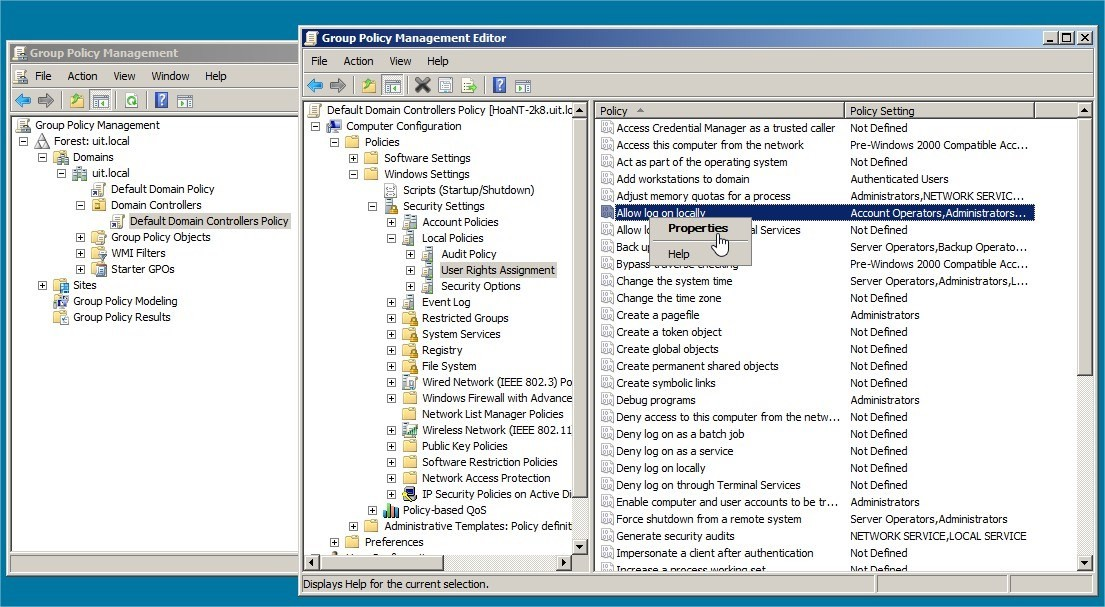 Group Policy Management
File Action View Window Help
Group Policy Management
Forest: uit.local
Domains
uit.local
Default Domain Policy
Domain Controllers
Default Domain Controllers Policy
Group Policy Objects
WMI Filters
Starter GPOs
Sites
Group Policy Modeling
Group Policy Results
Group Policy Management Editor
File Action View Help
Default Domain Controllers Policy [HoaNT-2k8.uit.lo
Computer Configuration
Policies
Software Settings
Windows Settings
Scripts (Startup/Shutdown)
Security Settings
Account Policies
Local Policies
Audit Policy
User Rights Assignment
Security Options
Event Log
Restricted Groups
System Services
Registry
File System
Wired Network (IEEE 802.3) Po
Windows Firewall with Advance
Network List Manager Policies
Wireless Network (IEEE 802.11
Public Key Policies
Software Restriction Policies
Network Access Protection
IP Security Policies on Active Di
Policy-based QoS
Administrative Templates: Policy definit
Preferences
Policy Policy Setting
Access Credential Manager as a trusted caller Not Defined
Access this computer from the network Pre-Windows 2000 Compatible Acc...
Act as part of the operating system Not Defined
Add workstations to domain Authenticated Users
Adjust memory quotas for a process Administrators,NETWORK SERVIC...
Allow log on locally Account Operators,Administrators...
Allow lo al Services Not Defined
Back up Server Operators,Backup Operato...
Bypass traverse checking Pre-Windows 2000 Compatible Acc...
Change the system time Server Operators,Administrators,L...
Change the time zone Not Defined
Create a pagefile Administrators
Create a token object Not Defined
Create global objects Not Defined
Create permanent shared objects Not Defined
Create symbolic links Not Defined
Debug programs Administrators
Deny access to this computer from the netw... Not Defined
Deny log on as a batch job Not Defined
Deny log on as a service Not Defined
Deny log on locally Not Defined
Deny log on through Terminal Services Not Defined
Enable computer and user accounts to be tr... Administrators
Force shutdown from a remote system Server Operators,Administrators
Generate security audits NETWORK SERVICE,LOCAL SERVICE
Impersonate a client after authentication Not Defined
Increase a process working set Not Defined
Properties
Help
Displays Help for the current selection.